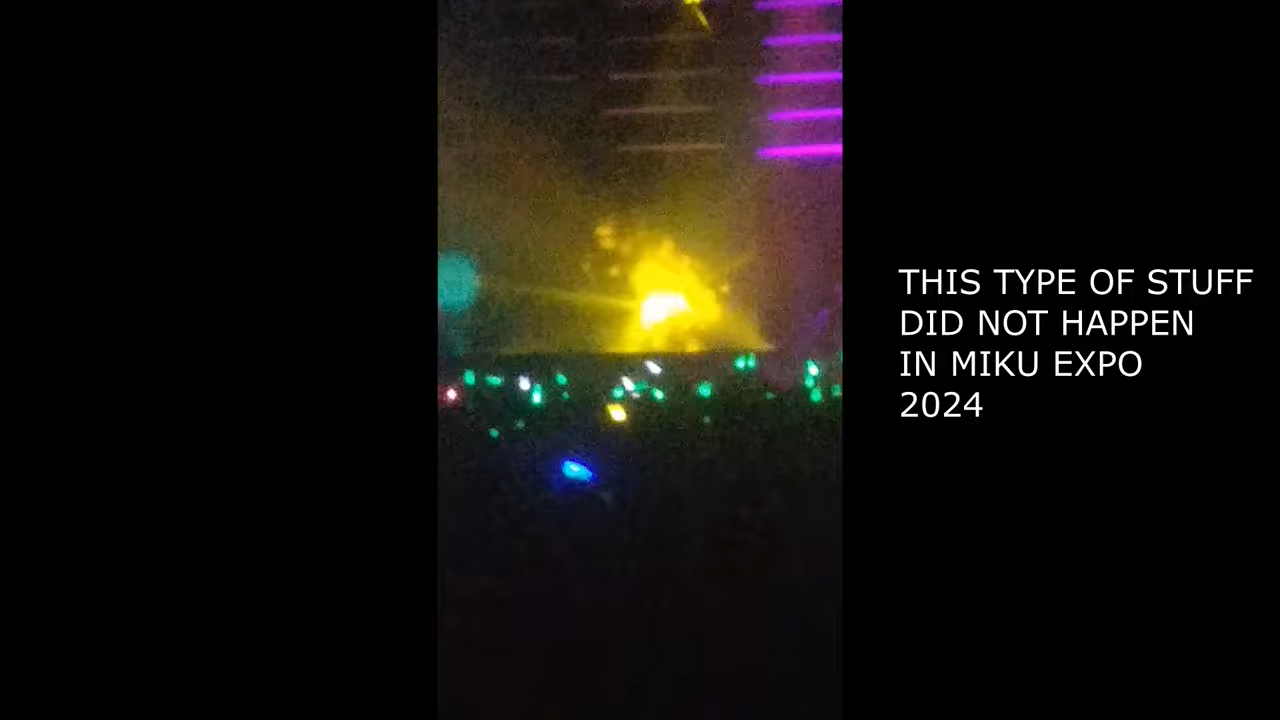 THIS TYPE OF STUFF
DID NOT HAPPEN
IN MIKU EXPO
2024